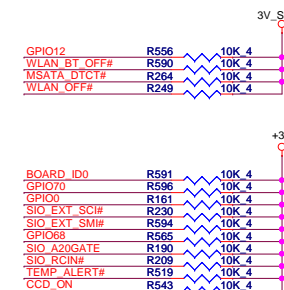 3V_S
GPIO12 R556 10K_4
WLAN_BT_OFF# R590 10K_4
MSATA_DTCT# R264 10K_4
WLAN_OFF# R249 10K_4
+3
BOARD_ID0 R591 10K_4
GPIO70 R596 10K_4
GPIO0 R161 10K_4
SIO_EXT_SCI# R230 10K_4
SIO_EXT_SMI# R594 10K_4
GPIO68 R565 10K_4
SIO_A20GATE R190 10K_4
SIO_RCIN# R209 10K_4
TEMP_ALERT# R519 10K_4
CCD_ON R543 10K_4